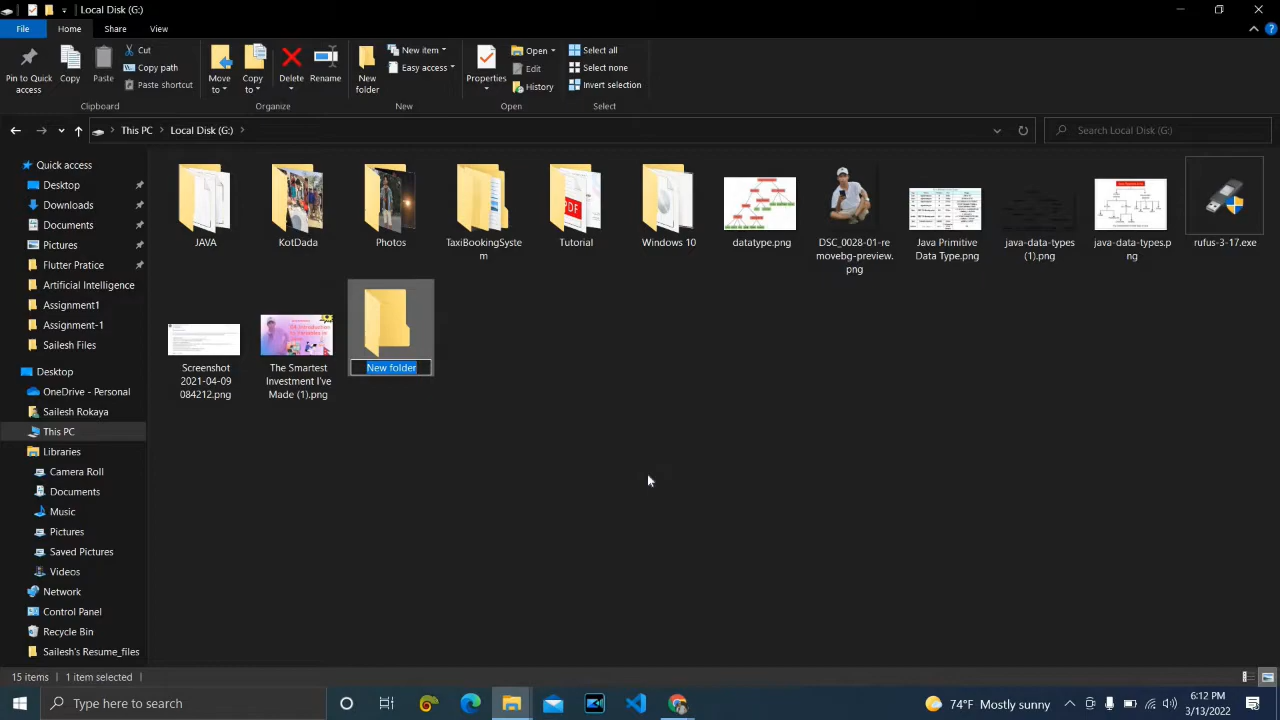 Local Disk (G:)
File
Home
Share
View
Pin to Quick access
Copy
Paste
Cut
Copy path
Paste shortcut
Clipboard
Move to
Copy to
Delete
Rename
Organize
New folder
New item
Easy access
New
Properties
Open
Edit
History
Open
Select all
Select none
Invert selection
Select
This PC
Local Disk (G:)
Search Local Disk (G:)
Quick access
Desktop
Downloads
Documents
Pictures
Flutter Pratice
Artificial Intelligence
Assignment1
Assignment-1
Sailesh Files
Desktop
OneDrive - Personal
Sailesh Rokaya
This PC
Libraries
Camera Roll
Documents
Music
Pictures
Saved Pictures
Videos
Network
Control Panel
Recycle Bin
Sailesh's Resume_files
JAVA
KotDada
Photos
TaxiBookingSyste
m
PDF
Tutorial
Windows 10
datatype.png
DSC_0028-01-re
movebg-preview.
png
Java Primitive
Data Type.png
java-data-types
(1).png
java-data-types.p
ng
rufus-3-17.exe
Screenshot
2021-04-09
084212.png
The Smartest
Investment I've
Made (1).png
New folder
15 items
1 item selected
Type here to search
74°F Mostly sunny
6:12 PM
3/13/2022